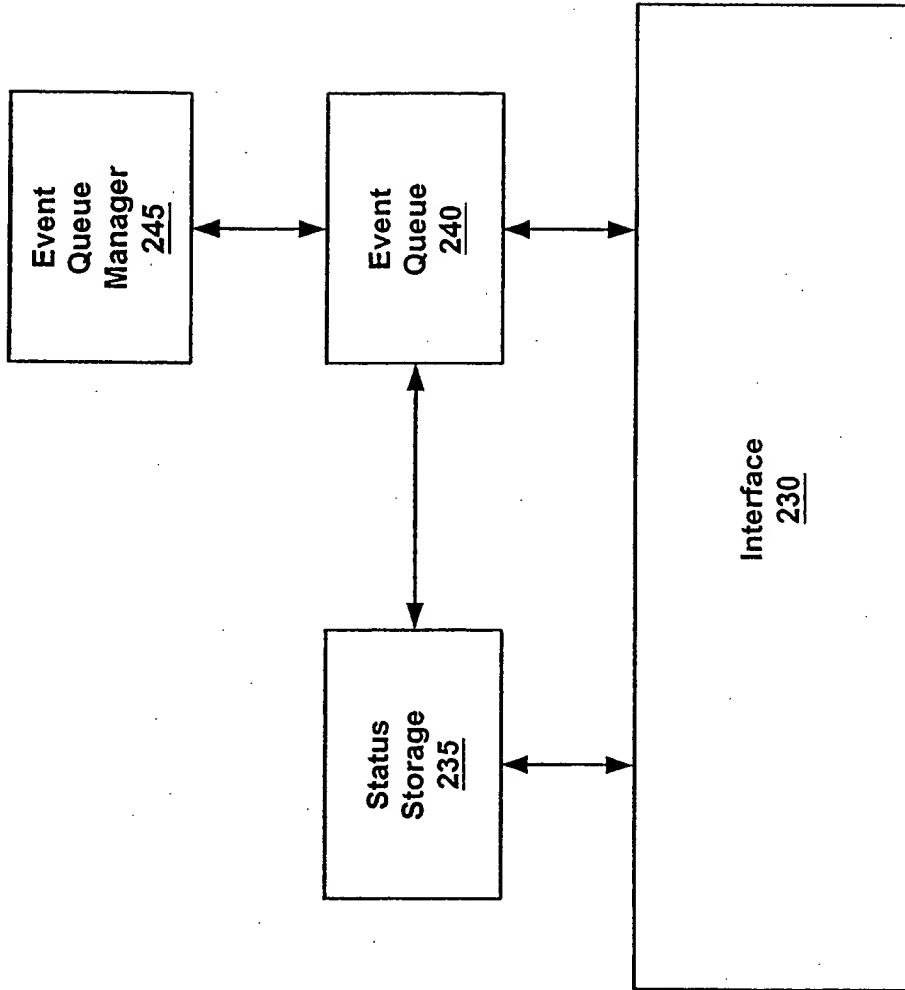 Event
Queue
Manager
245
Event
Queue
240
Status
Storage
235
Interface
230